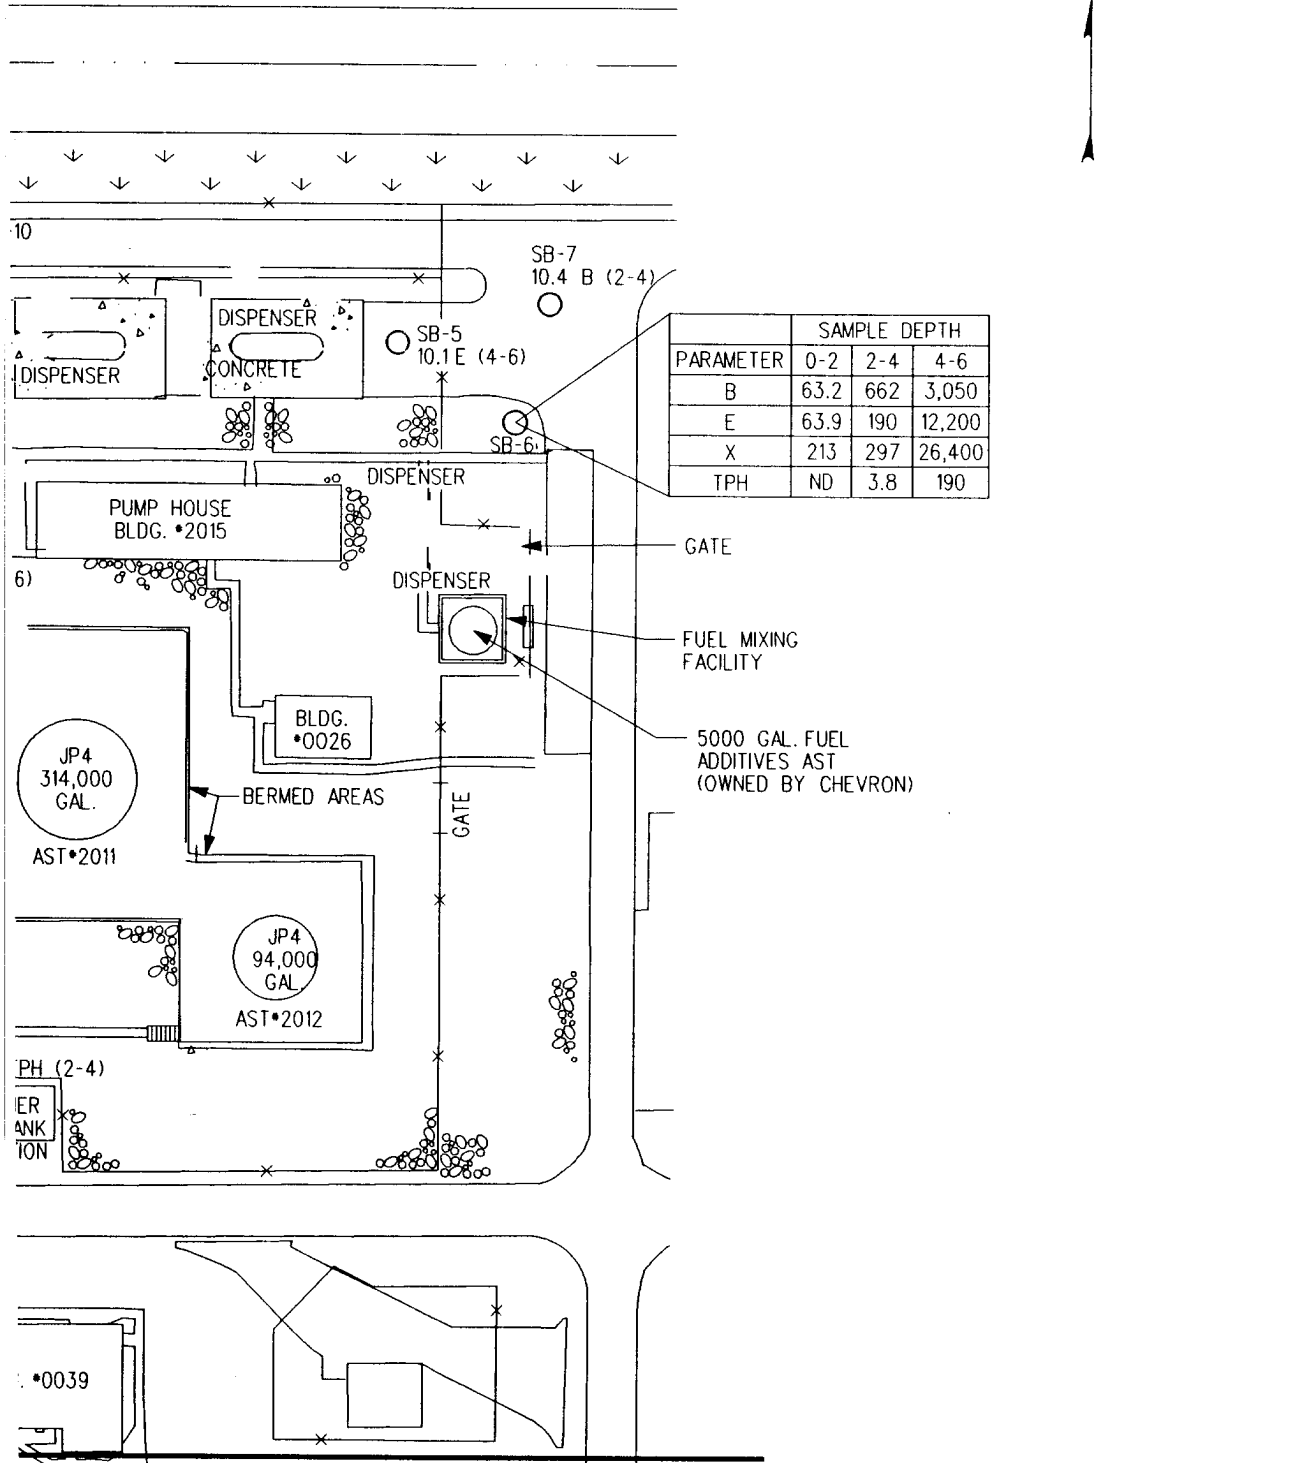 10
SB-7
10.4 B (2-4)
DISPENSER
SB-5
10.1 E (4-6)
CONCRETE
DISPENSER
SAMPLE DEPTH
PARAMETER 0-2 2-4 4-6
B 63.2 662 3,050
E 63.9 190 12,200
X 213 297 26,400
TPH ND 3.8 190
SB-6
DISPENSER
PUMP HOUSE
BLDG. #2015
GATE
6)
DISPENSER
FUEL MIXING
FACILITY
BLDG.
#0026
5000 GAL. FUEL
ADDITIVES AST
(OWNED BY CHEVRON)
JP4
314,000
GAL.
BERMED AREAS
GATE
AST#2011
JP4
94,000
GAL.
AST#2012
PH (2-4)
ER
ANK
ION
#0039